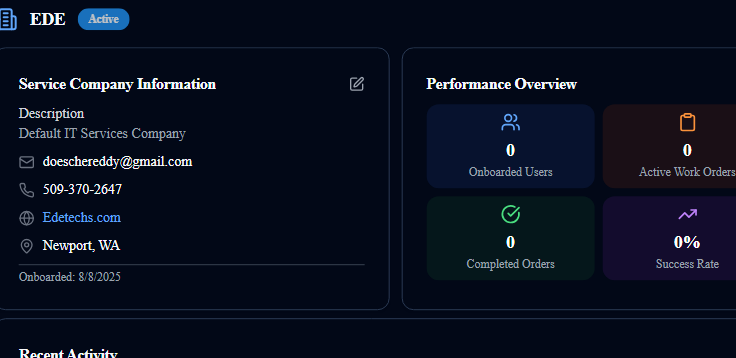 EDE Active
Service Company Information
Description
Default IT Services Company
doeschereddy@gmail.com
509-370-2647
Edetechs.com
Newport, WA
Onboarded: 8/8/2025
Performance Overview
0
Onboarded Users
0
Active Work Orders
0
Completed Orders
0%
Success Rate
Recent Activity